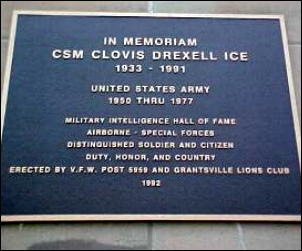 IN MEMORIAM
CSM CLOVIS DREXELL ICE
1933 - 1991
UNITED STATES ARMY
1950 THRU 1977
MILITARY INTELLIGENCE HALL OF FAME
AIRBORNE - SPECIAL FORCES
DISTINGUISHED SOLDIER AND CITIZEN
DUTY, HONOR, AND COUNTRY
ERECTED BY V.F.W. POST 5959 AND GRANTSVILLE LIONS CLUB
1992